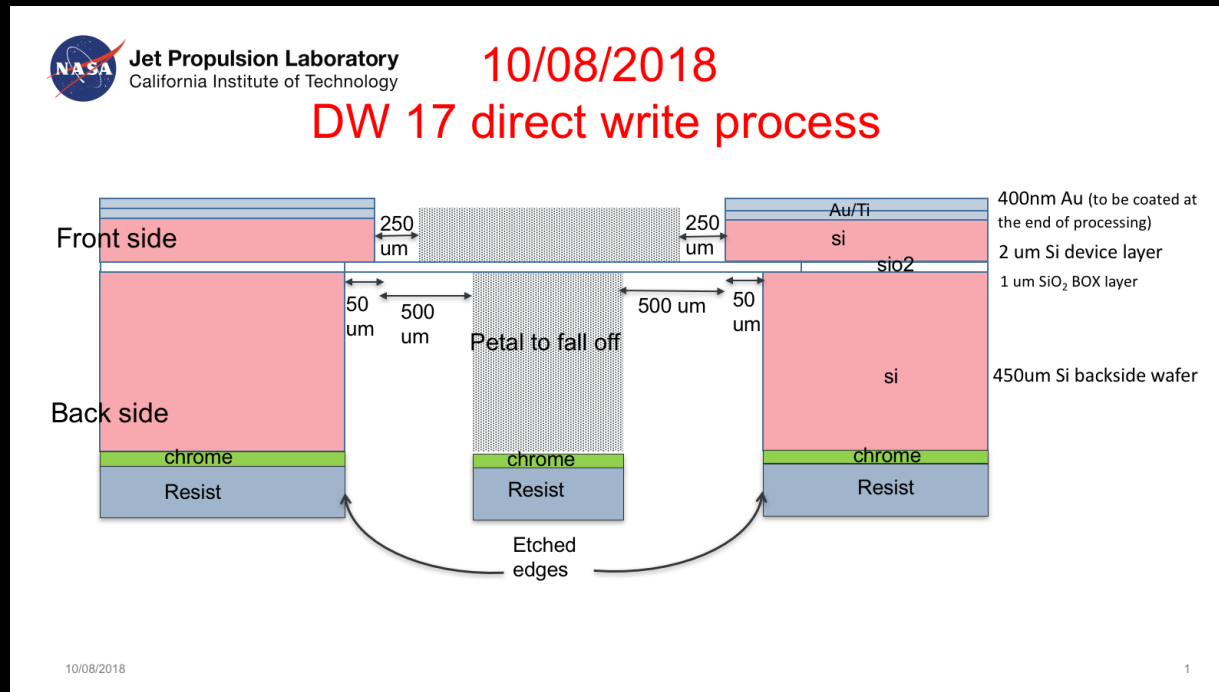 NASA
Jet Propulsion Laboratory
California Institute of Technology
10/08/2018
DW 17 direct write process
Front side
250
um
250
um
Au/Ti
si
sio2
400nm Au (to be coated at
the end of processing)
2 um Si device layer
1 um SiO₂ BOX layer
50
um
500
um
500 um
50
um
Petal to fall off
si
450um Si backside wafer
Back side
chrome
chrome
chrome
Resist
Resist
Resist
Etched
edges
10/08/2018
1